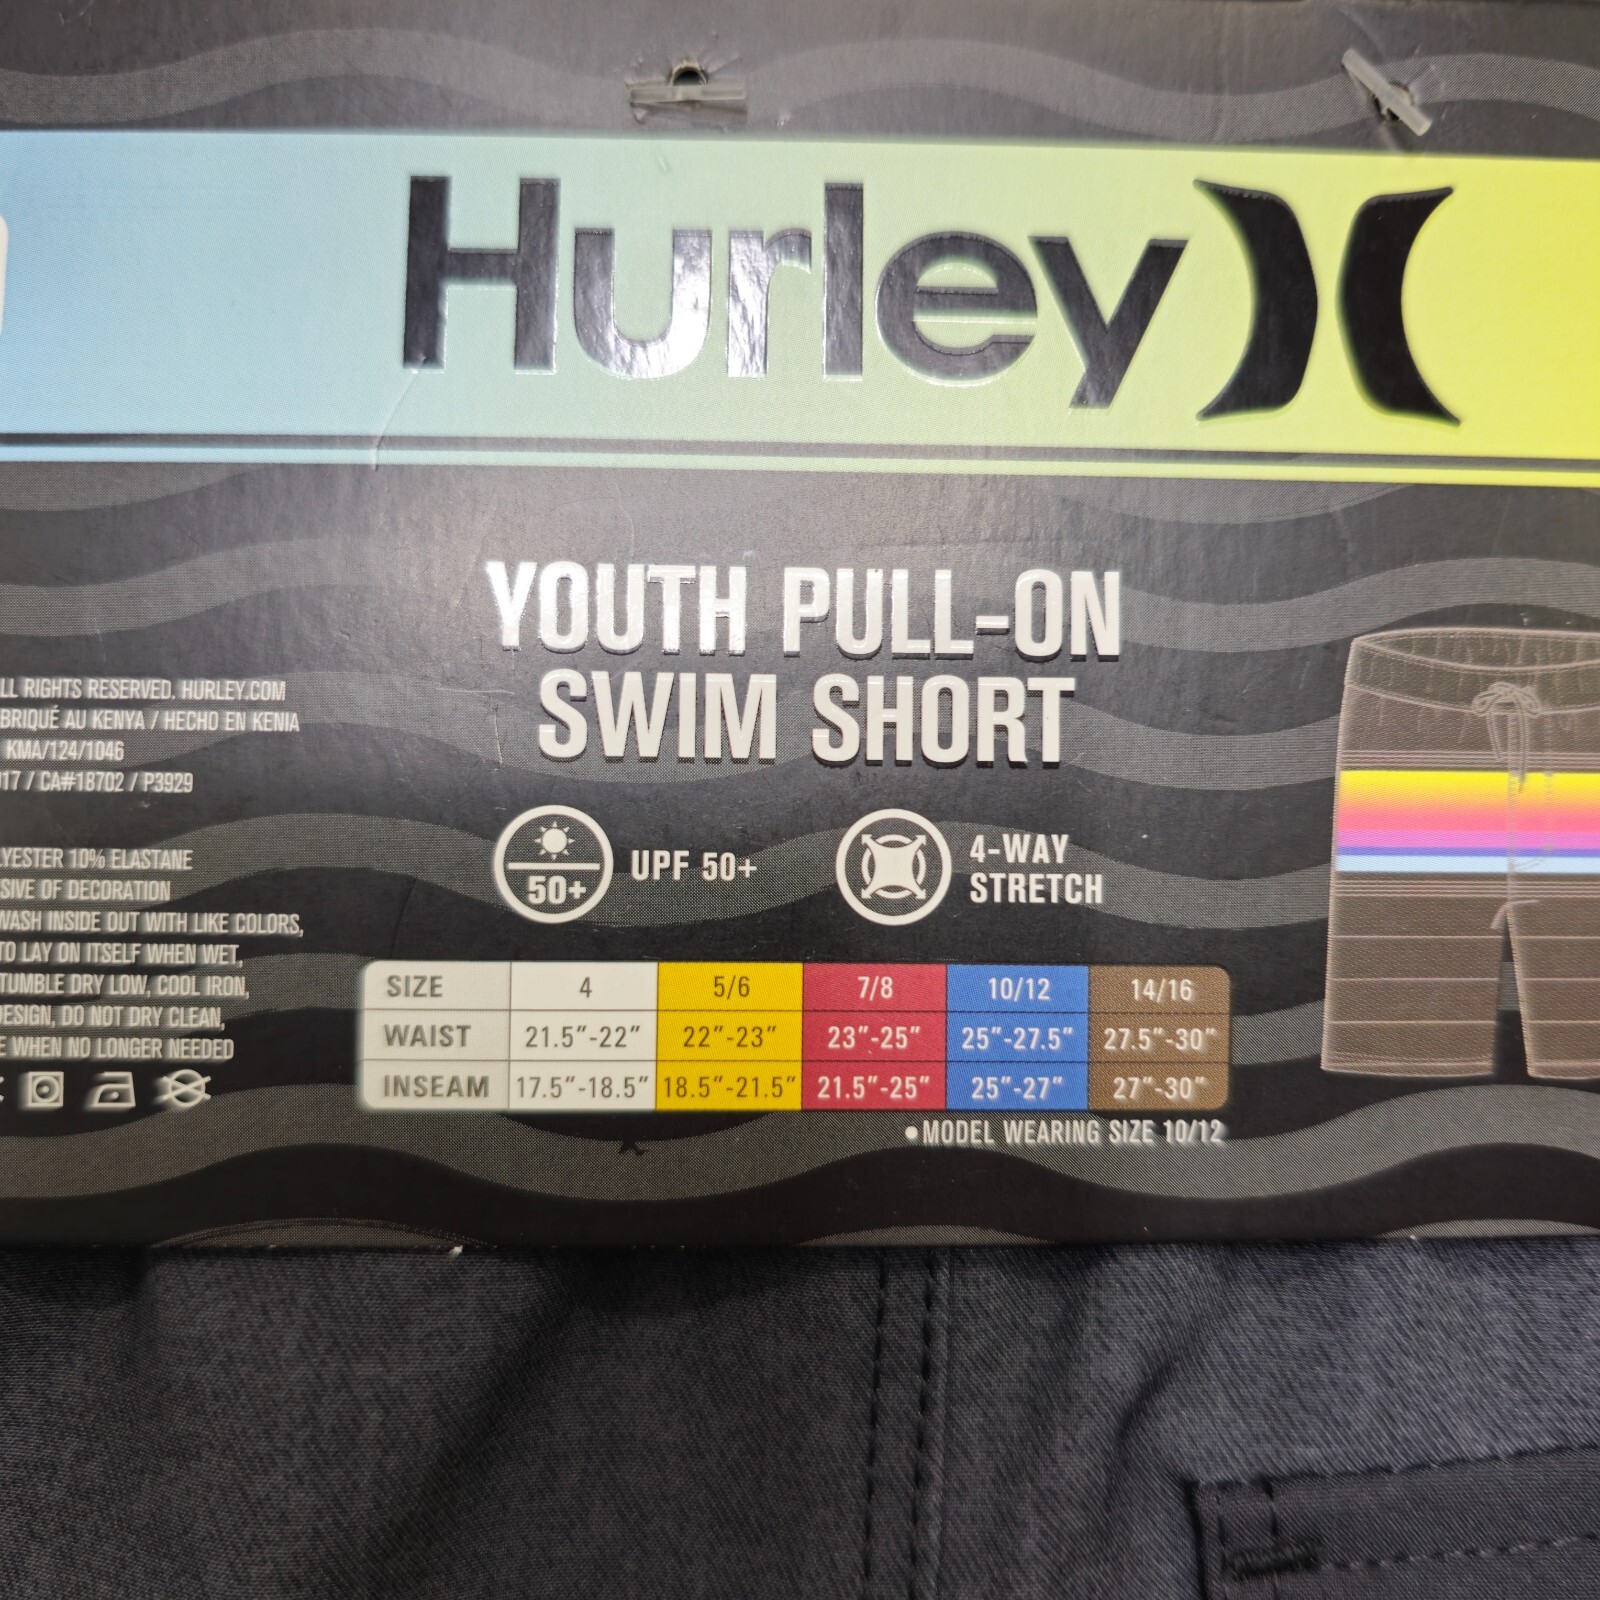 Hurley
YOUTH PULL-ON
SWIM SHORT
LL RIGHTS RESERVED. HURLEY.COM
BRIQUÉ AU KENYA / HECHO EN KENIA
KMA/124/1046
17 / CA#18702 / P3929
YESTER 10% ELASTANE
SIVE OF DECORATION
WASH INSIDE OUT WITH LIKE COLORS,
TO LAY ON ITSELF WHEN WET,
TUMBLE DRY LOW, COOL IRON,
DESIGN, DO NOT DRY CLEAN,
E WHEN NO LONGER NEEDED
50+ UPF 50+
4-WAY
STRETCH
SIZE 4 5/6 7/8 10/12 14/16
WAIST 21.5"-22" 22"-23" 23"-25" 25"-27.5" 27.5"-30"
INSEAM 17.5"-18.5" 18.5"-21.5" 21.5"-25" 25"-27" 27"-30"
•MODEL WEARING SIZE 10/12